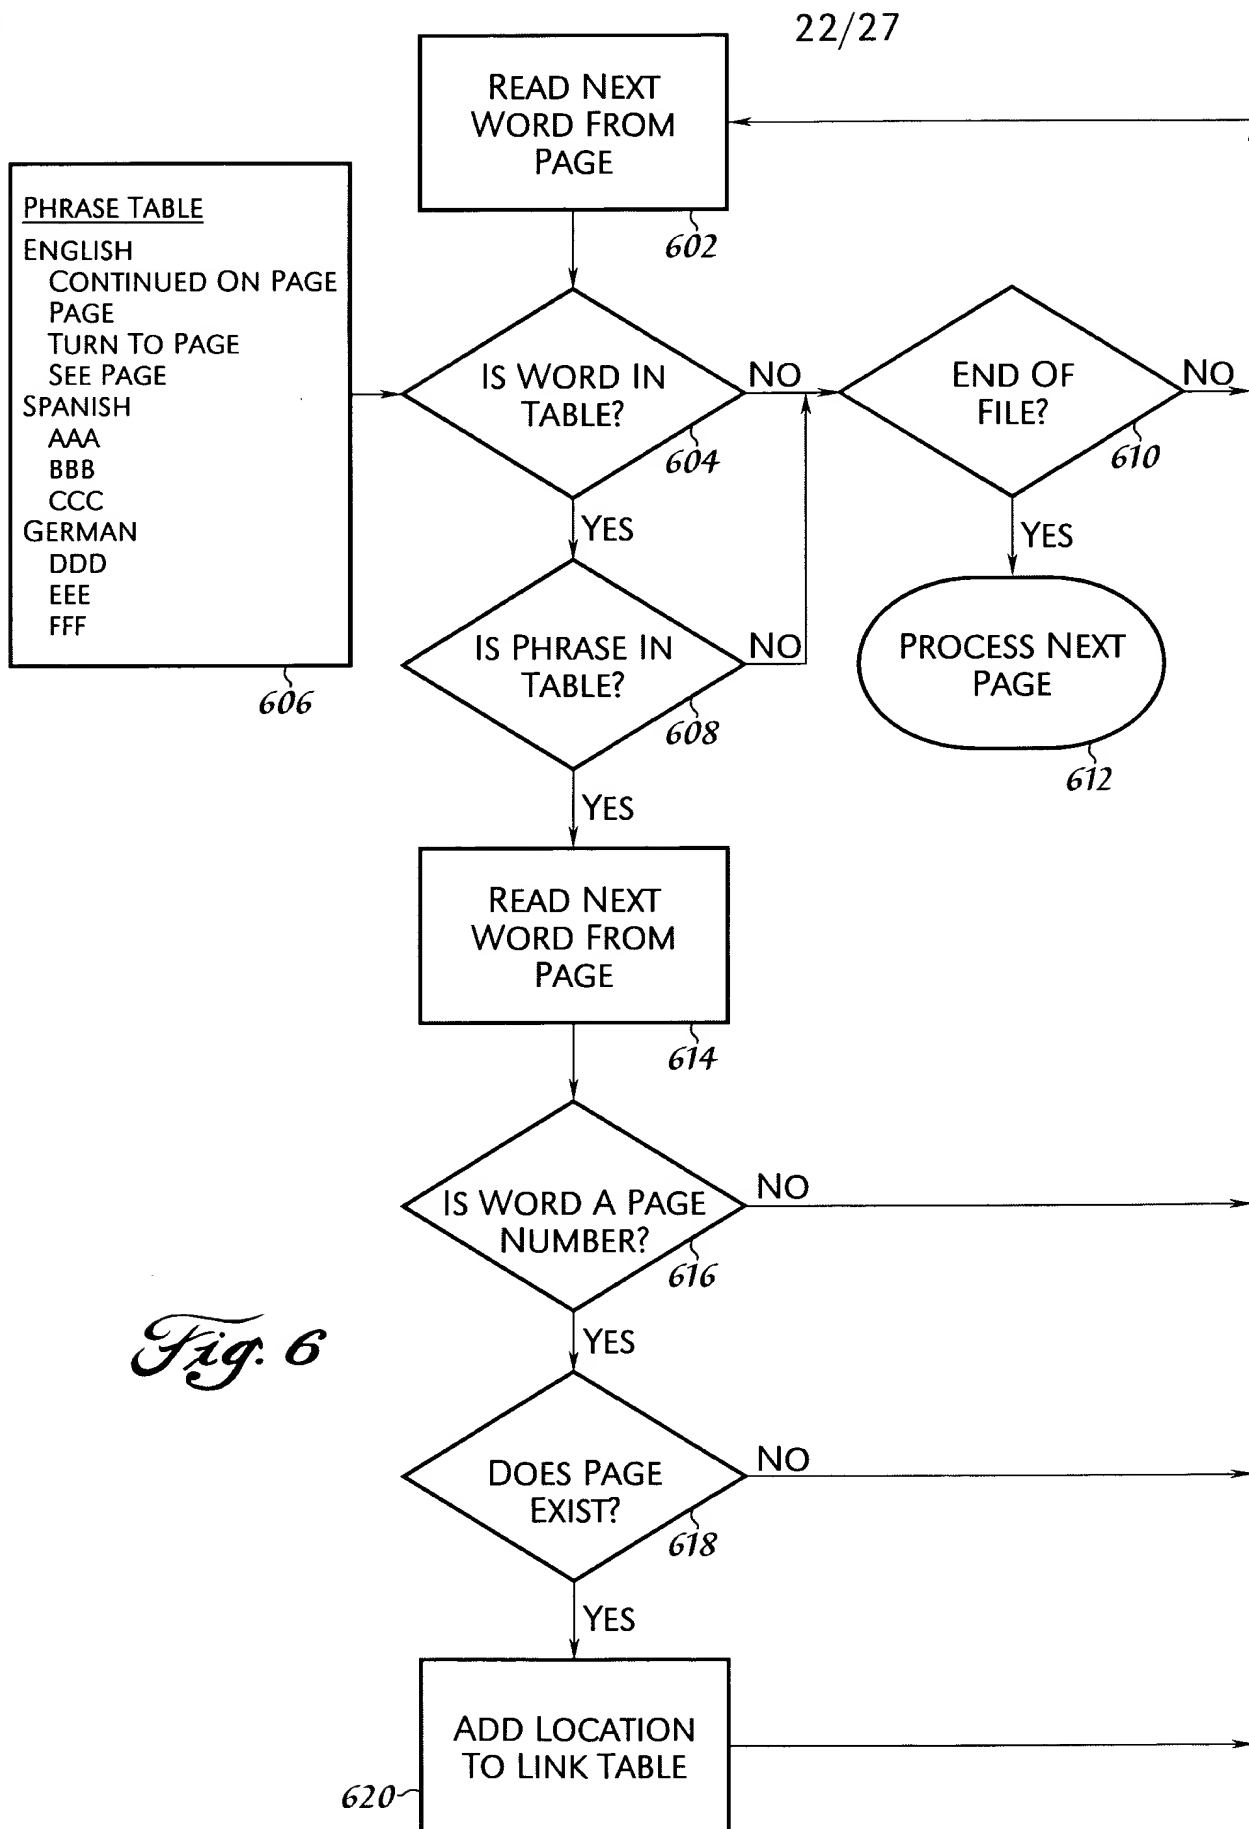 22/27
READ NEXT
WORD FROM
PAGE
602
PHRASE TABLE
ENGLISH
CONTINUED ON PAGE
PAGE
TURN TO PAGE
SEE PAGE
SPANISH
AAA
BBB
CCC
GERMAN
DDD
EEE
FFF
606
IS WORD IN
TABLE?
604
NO
END OF
FILE?
610
NO
YES
YES
IS PHRASE IN
TABLE?
608
NO
PROCESS NEXT
PAGE
612
YES
READ NEXT
WORD FROM
PAGE
614
IS WORD A PAGE
NUMBER?
616
NO
YES
Fig. 6
DOES PAGE
EXIST?
618
NO
YES
ADD LOCATION
TO LINK TABLE
620